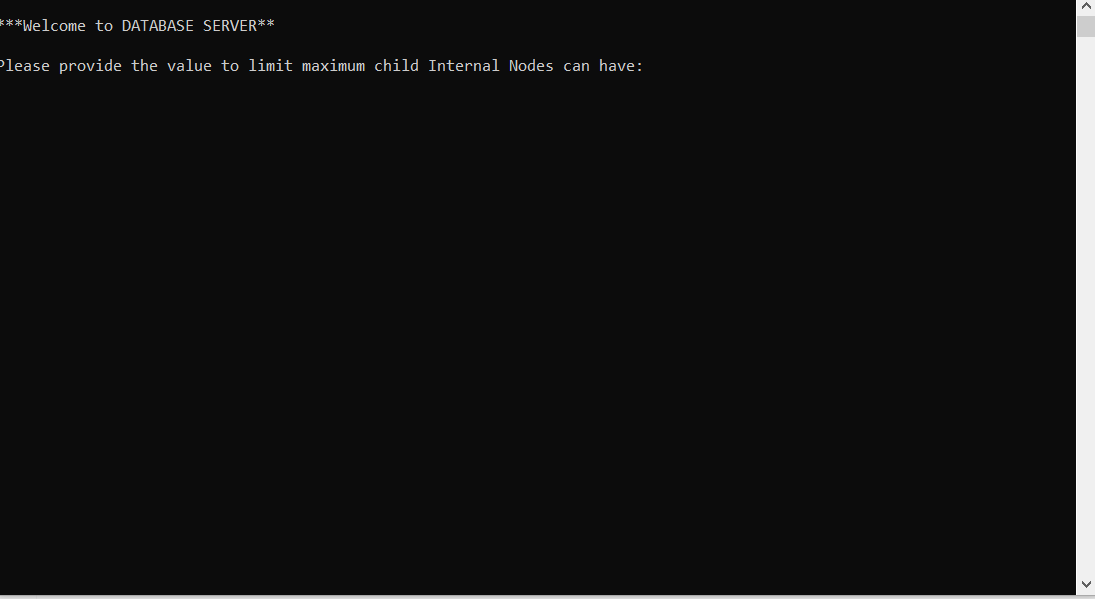 ***Welcome to DATABASE SERVER**
Please provide the value to limit maximum child Internal Nodes can have: